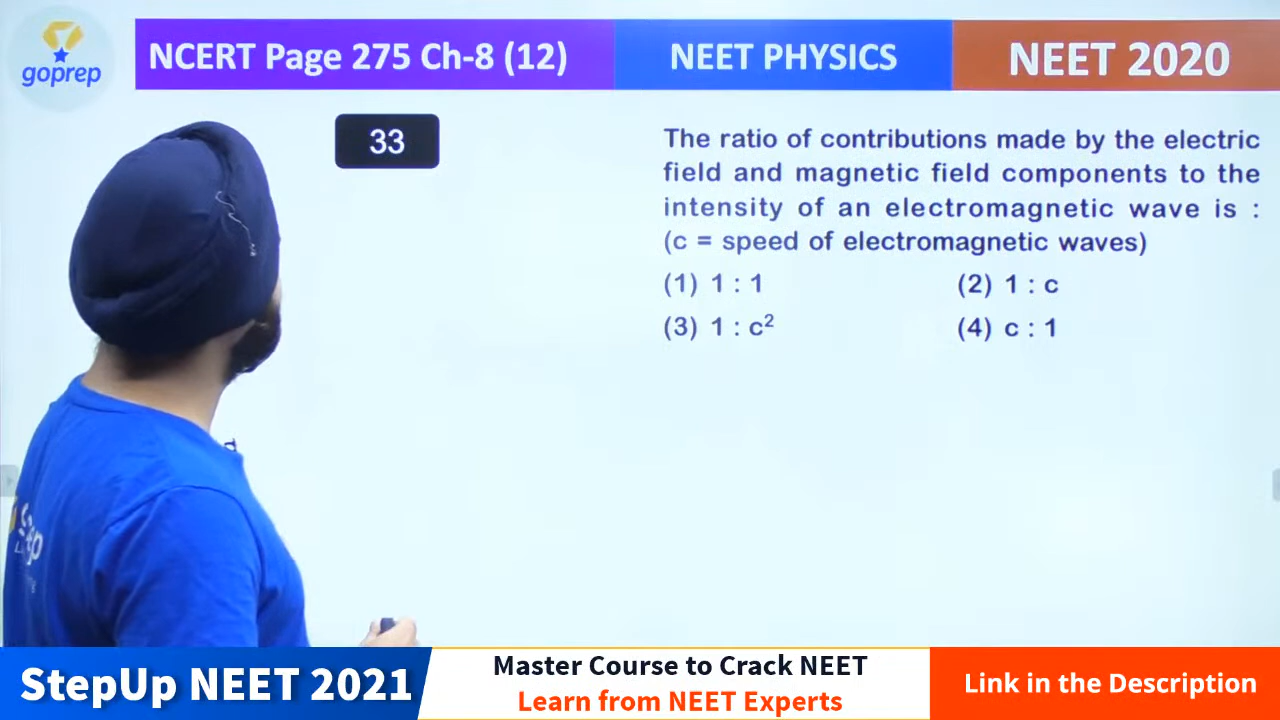 goprep
NCERT Page 275 Ch-8 (12)
NEET PHYSICS
NEET 2020
33
The ratio of contributions made by the electric
field and magnetic field components to the
intensity of an electromagnetic wave is :
(c = speed of electromagnetic waves)
(1) 1 : 1
(2) 1 : c
(3) 1 : c²
(4) c : 1
StepUp NEET 2021
Master Course to Crack NEET
Learn from NEET Experts
Link in the Description